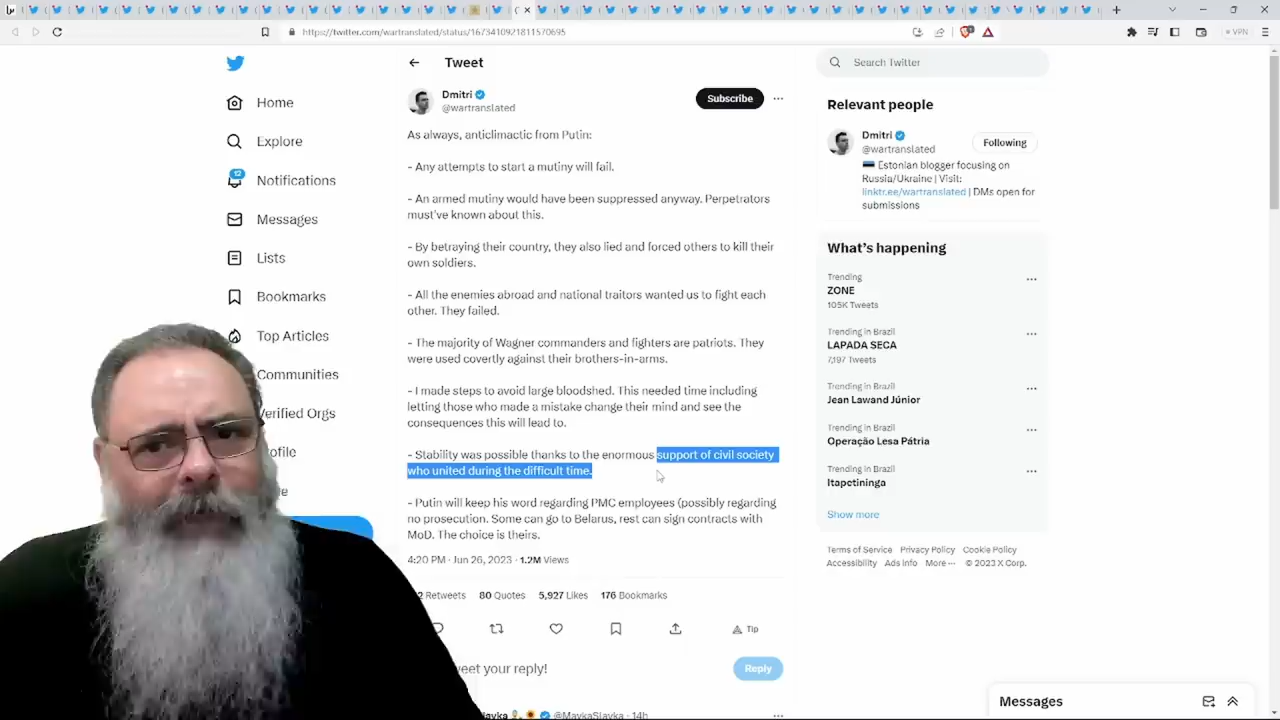 https://twitter.com/wartranslated/status/1673410921811570695
VPN
Home
Explore
12
Notifications
Messages
Lists
Bookmarks
Top Articles
Communities
Verified Orgs
Tweet
Dmitri
@wartranslated
Subscribe
As always, anticlimactic from Putin:
- Any attempts to start a mutiny will fail.
- An armed mutiny would have been suppressed anyway. Perpetrators
must've known about this.
- By betraying their country, they also lied and forced others to kill their
own soldiers.
- All the enemies abroad and national traitors wanted us to fight each
other. They failed.
- The majority of Wagner commanders and fighters are patriots. They
were used covertly against their brothers-in-arms.
- I made steps to avoid large bloodshed. This needed time including
letting those who made a mistake change their mind and see the
consequences this will lead to.
- Stability was possible thanks to the enormous support of civil society
who united during the difficult time.
- Putin will keep his word regarding PMC employees (possibly regarding
no prosecution. Some can go to Belarus, rest can sign contracts with
MoD. The choice is theirs.
4:20 PM · Jun 26, 2023 · 1.2M Views
Retweets 80 Quotes 5,927 Likes 176 Bookmarks
Tip
your reply!
Reply
@MavkaSlavka · 14h
Search Twitter
Relevant people
Dmitri
@wartranslated
Following
Estonian blogger focusing on
Russia/Ukraine | Visit:
linktr.ee/wartranslated | DMs open for
submissions
What's happening
Trending
ZONE
105K Tweets
Trending in Brazil
LAPADA SECA
7,197 Tweets
Trending in Brazil
Jean Lawand Júnior
Trending in Brazil
Operação Lesa Pátria
Trending in Brazil
Itapetininga
Show more
Terms of Service Privacy Policy Cookie Policy
Accessibility Ads info More ··· © 2023 X Corp.
Messages